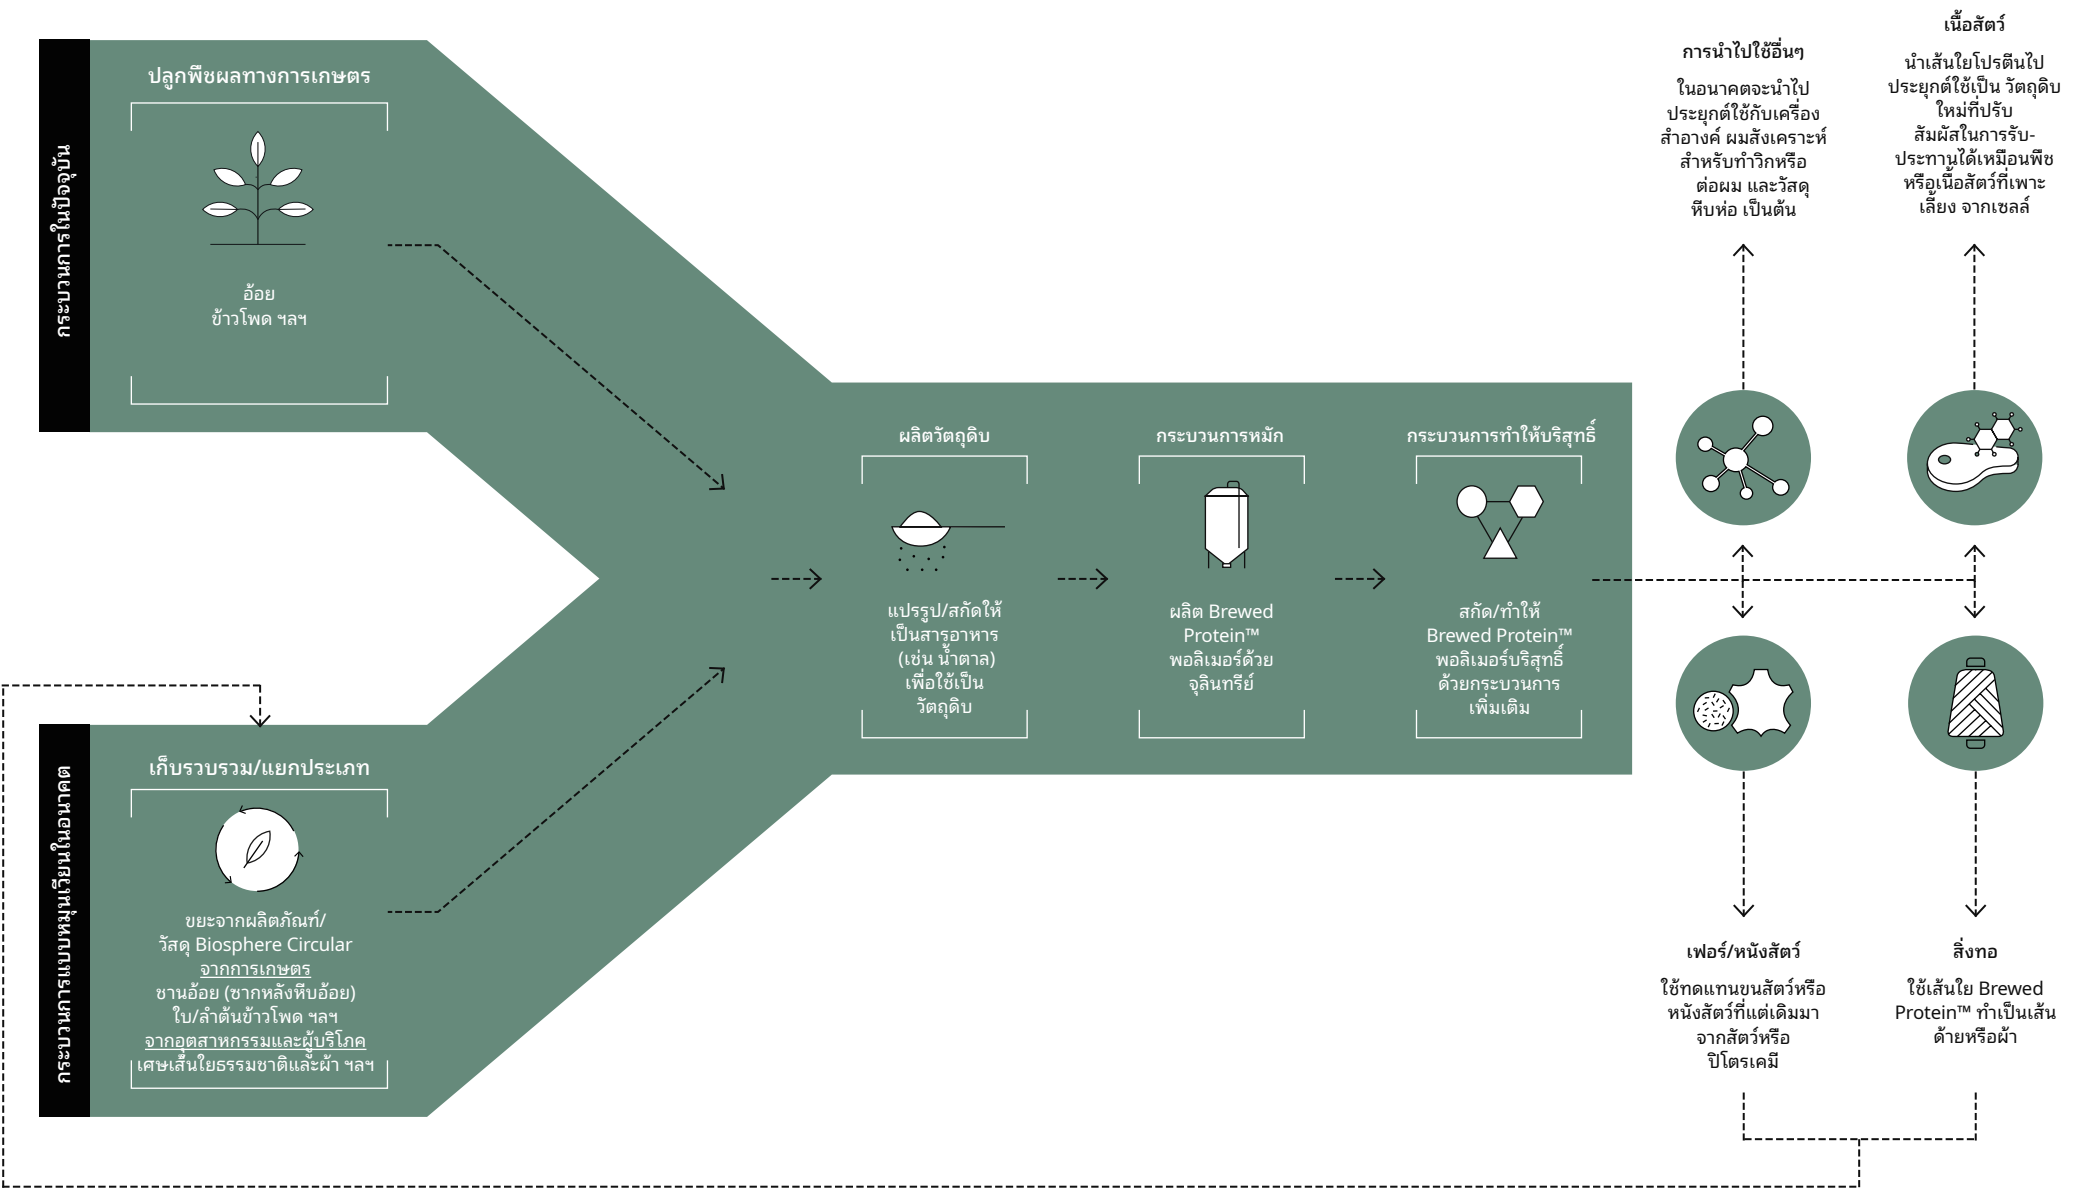 กระบวนการในปัจจุบัน
ปลูกพืชผลทางการเกษตร
อ้อย
ข้าวโพด ฯลฯ
กระบวนการแบบหมุนเวียนในอนาคต
เก็บรวบรวม/แยกประเภท
ขยะจากผลิตภัณฑ์/
วัสดุ Biosphere Circular
จากการเกษตร
ชานอ้อย (ซากหลังหีบอ้อย)
ใบ/ลำต้นข้าวโพด ฯลฯ
จากอุตสาหกรรมและผู้บริโภค
เศษเส้นใยธรรมชาติและผ้า ฯลฯ
ผลิตวัตถุดิบ
แปรรูป/สกัดให้
เป็นสารอาหาร
(เช่น น้ำตาล)
เพื่อใช้เป็น
วัตถุดิบ
กระบวนการหมัก
ผลิต Brewed
Protein™
พอลิเมอร์ด้วย
จุลินทรีย์
กระบวนการทำให้บริสุทธิ์
สกัด/ทำให้
Brewed Protein™
พอลิเมอร์บริสุทธิ์
ด้วยกระบวนการ
เพิ่มเติม
การนำไปใช้อื่นๆ
ในอนาคตจะนำไป
ประยุกต์ใช้กับเครื่อง
สำอางค์ ผมสังเคราะห์
สำหรับทำวิกหรือ
ต่อผม และวัสดุ
หีบห่อ เป็นต้น
เนื้อสัตว์
นำเส้นใยโปรตีนไป
ประยุกต์ใช้เป็น วัตถุดิบ
ใหม่ที่ปรับ
สัมผัสในการรับ-
ประทานได้เหมือนพืช
หรือเนื้อสัตว์ที่เพาะ
เลี้ยง จากเซลล์
เฟอร์/หนังสัตว์
ใช้ทดแทนขนสัตว์หรือ
หนังสัตว์ที่แต่เดิมมา
จากสัตว์หรือ
ปิโตรเคมี
สิ่งทอ
ใช้เส้นใย Brewed
Protein™ ทำเป็นเส้น
ด้ายหรือผ้า